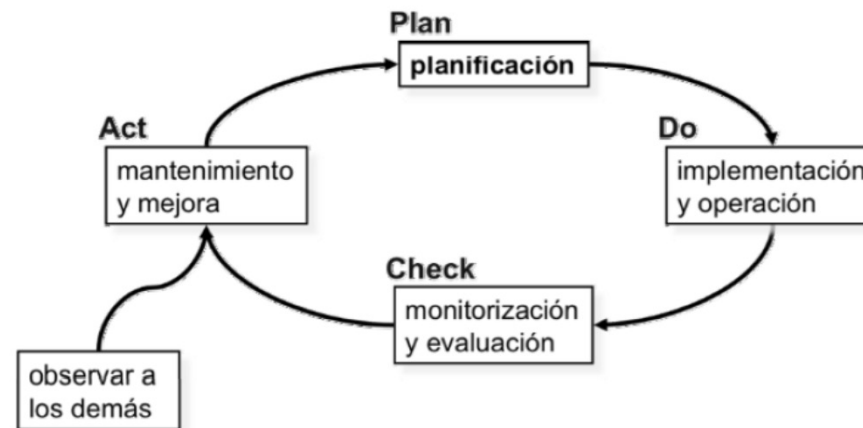 Plan
planificación
Act
mantenimiento
y mejora
Do
implementación
y operación
Check
monitorización
y evaluación
observar a
los demás